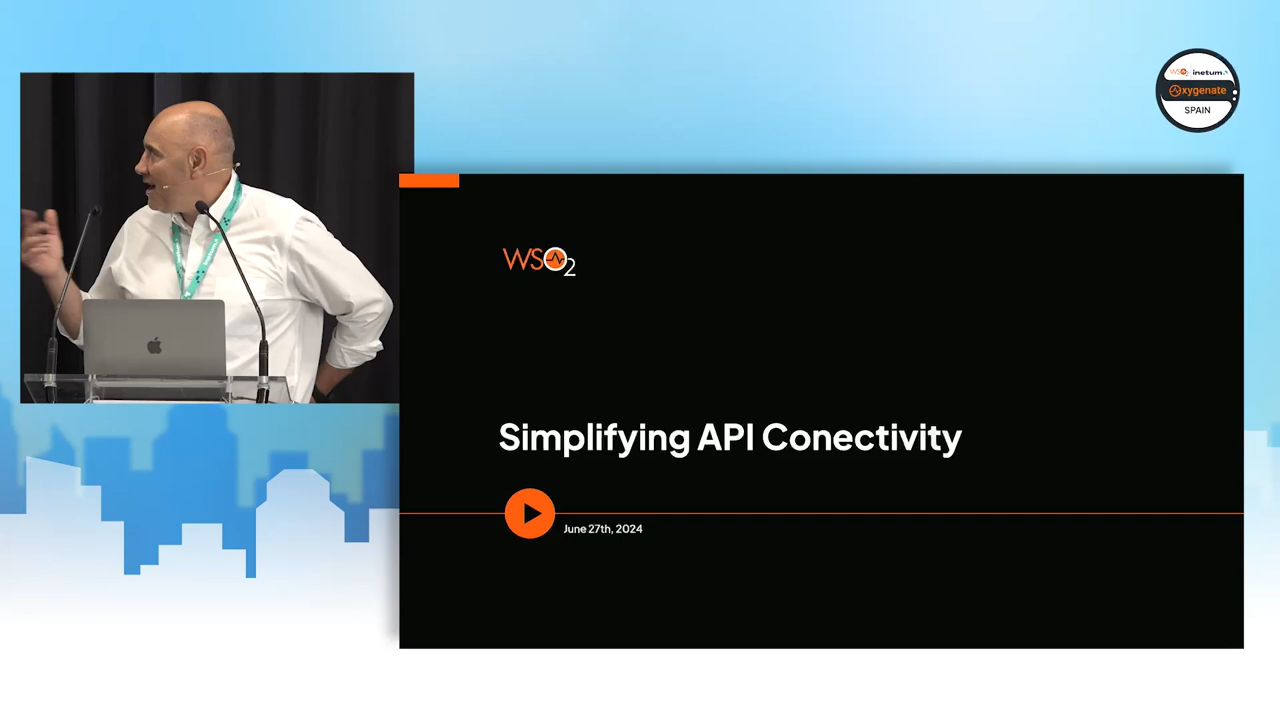 WSO2 inetum.
Oxygenate
SPAIN
WSO2
Simplifying API Conectivity
June 27th, 2024